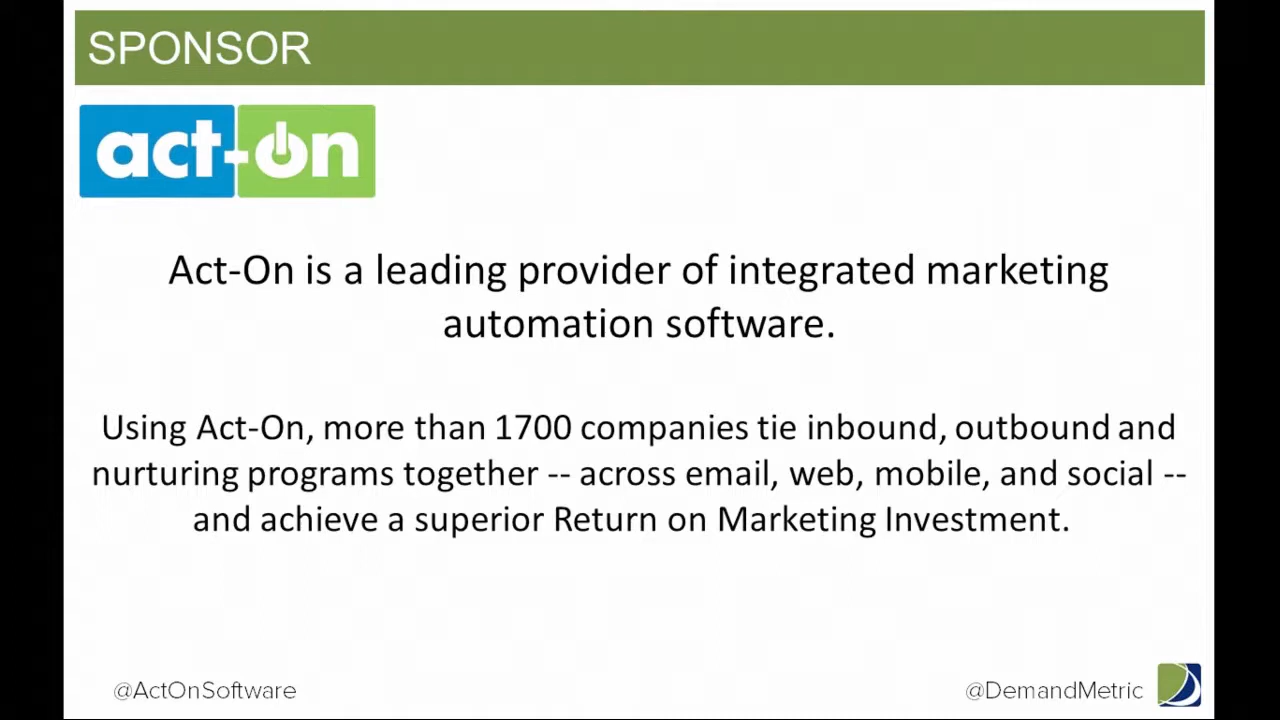 SPONSOR
act-on
Act-On is a leading provider of integrated marketing
automation software.
Using Act-On, more than 1700 companies tie inbound, outbound and
nurturing programs together -- across email, web, mobile, and social --
and achieve a superior Return on Marketing Investment.
@ActOnSoftware
@DemandMetric